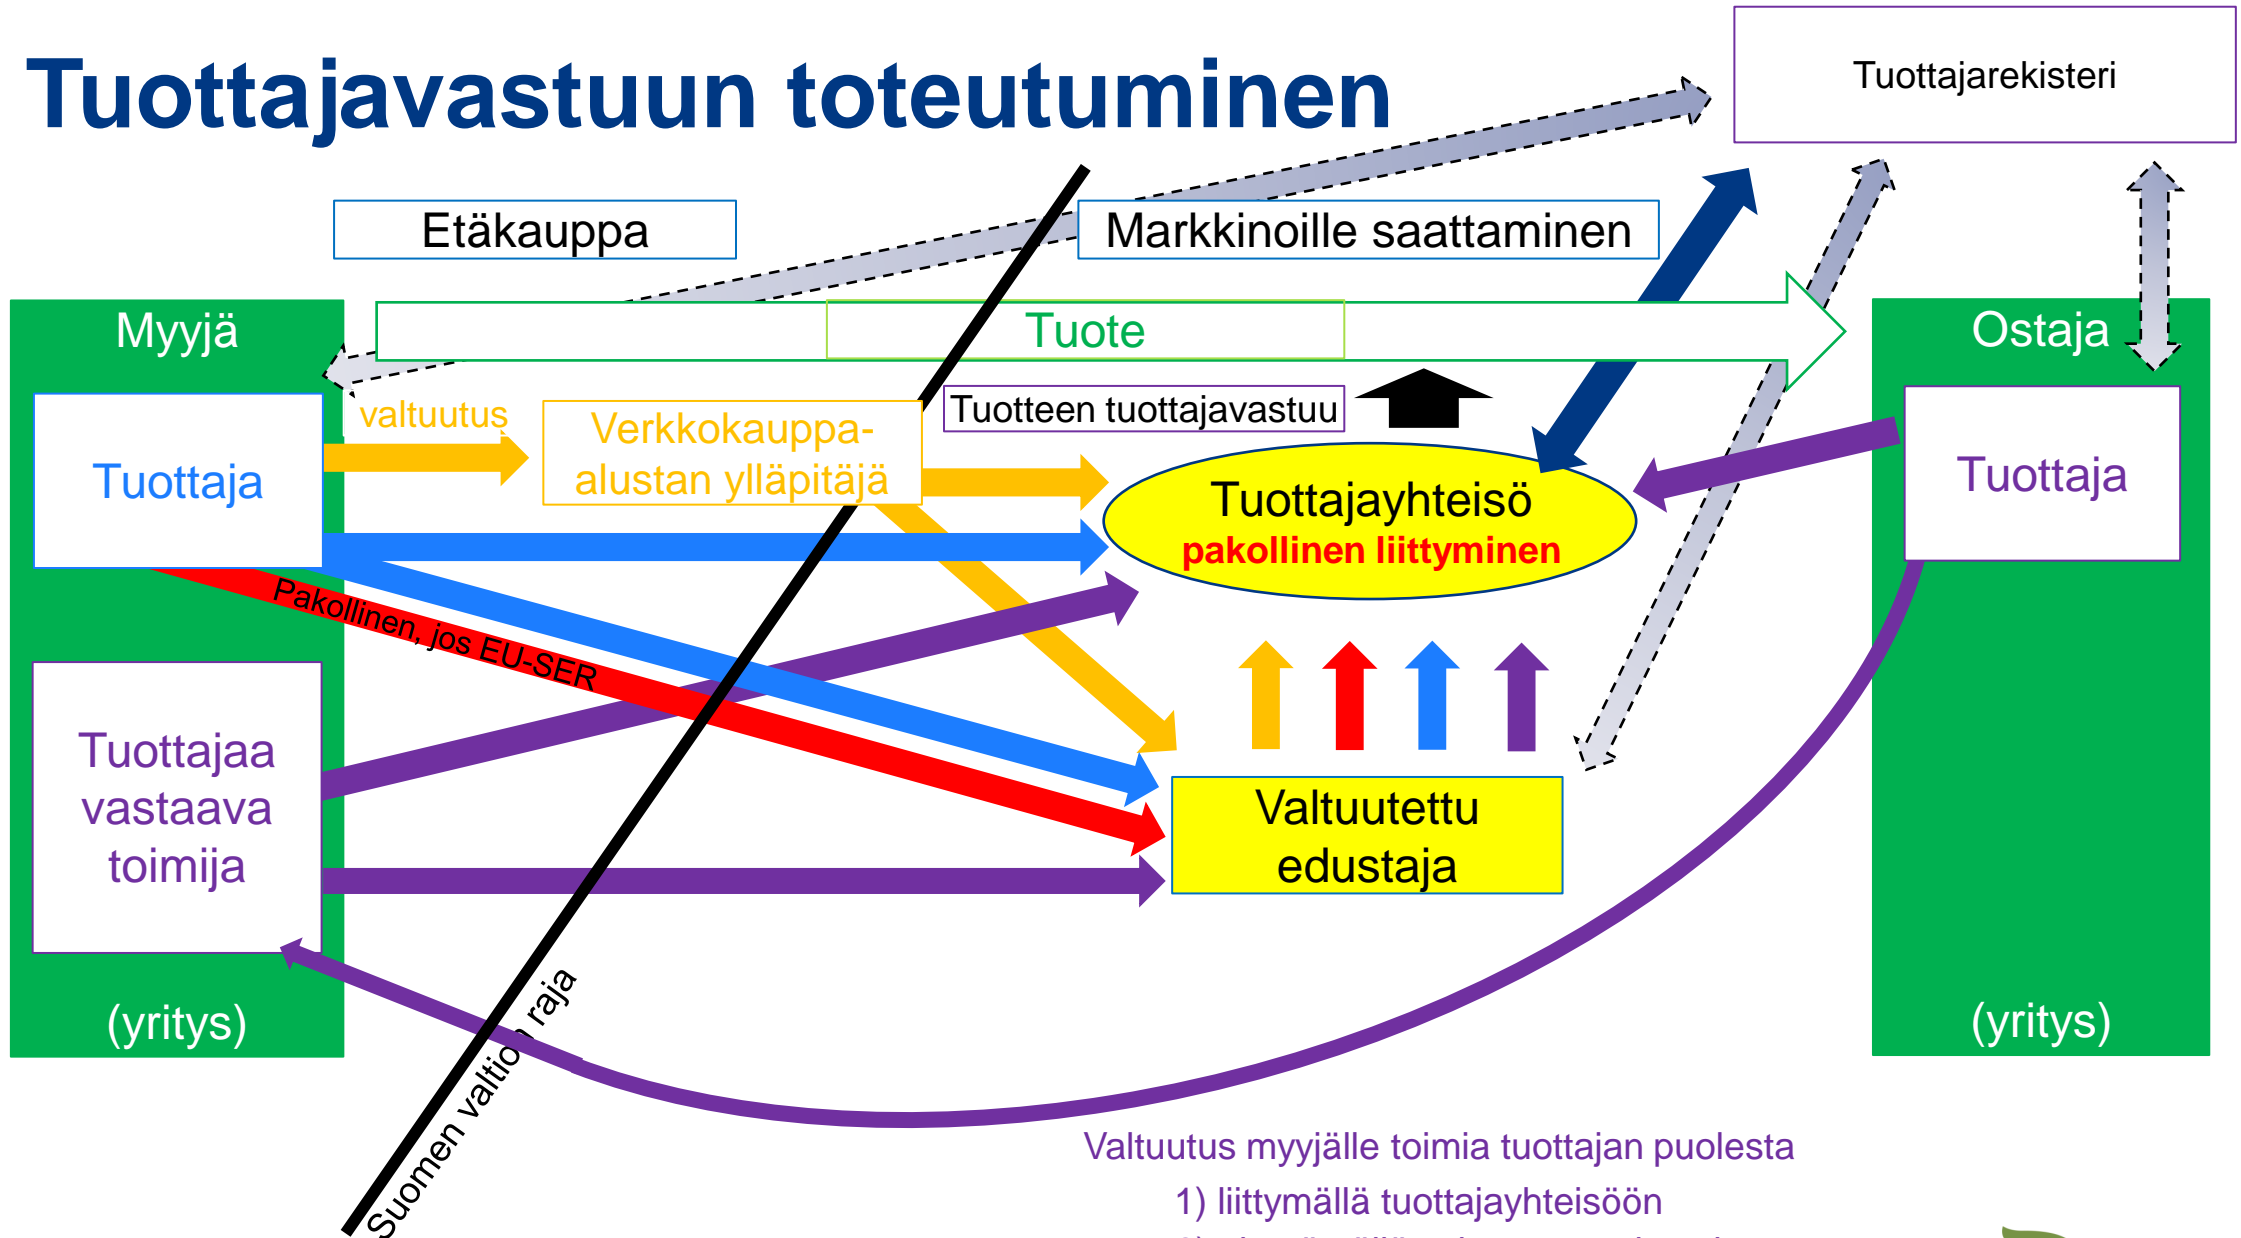 Tuottajavastuun toteutuminen
Tuottajarekisteri
Etäkauppa
Markkinoille saattaminen
Myyjä
Tuote
Ostaja
valtuutus
Tuotteen tuottajavastuu
Verkkokauppa-
alustan ylläpitäjä
Tuottaja
Tuottajayhteisö
pakollinen liittyminen
Tuottaja
Pakollinen, jos EU-SER
Tuottajaa
vastaava
toimija
Valtuutettu
edustaja
(yritys)
(yritys)
Suomen valtion raja
Valtuutus myyjälle toimia tuottajan puolesta
1) liittymällä tuottajayhteisöön